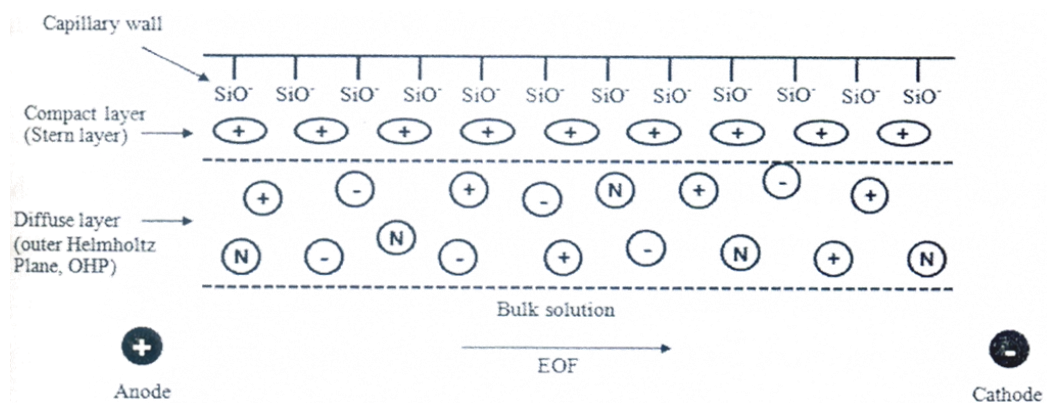 Capillary wall
SiO⁻ SiO⁻ SiO⁻ SiO⁻ SiO⁻ SiO⁻ SiO⁻ SiO⁻ SiO⁻ SiO⁻ SiO⁻ SiO⁻
Compact layer
(Stern layer)
+ + + + + + + + +
+ - + - N + - +
Diffuse layer
(outer Helmholtz
Plane, OHP)
N - N - + - N + N
Bulk solution
EOF
+
Anode
-
Cathode